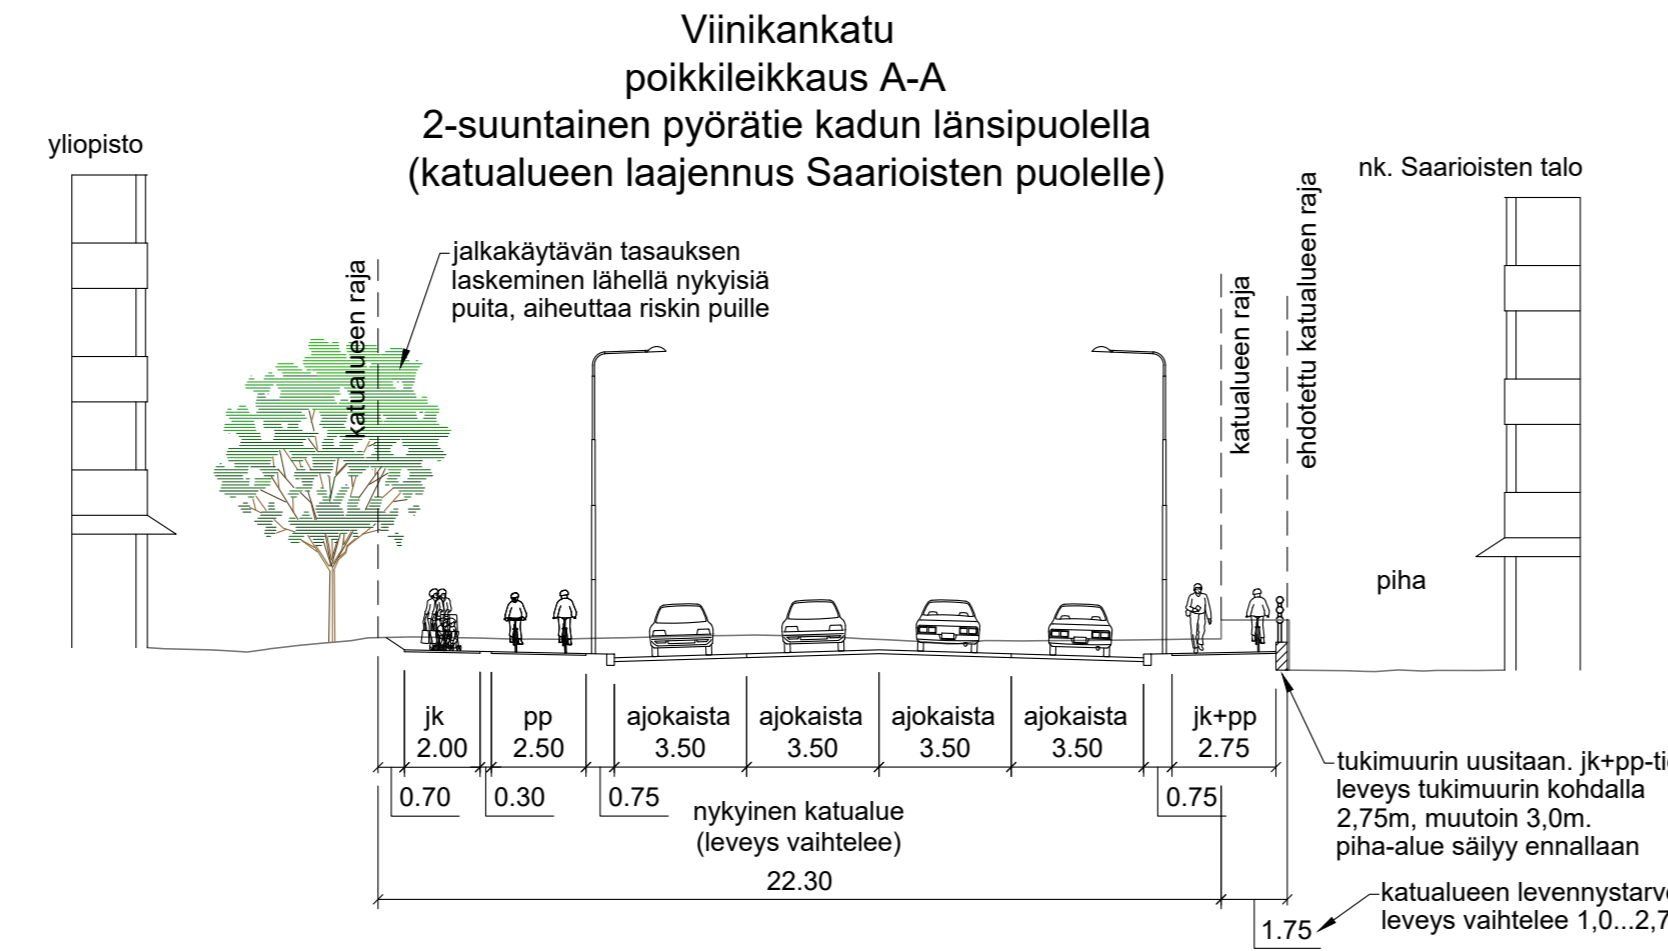 Viinikankatu
poikkileikkaus A-A
2-suuntainen pyörätie kadun länsipuolella
(katualueen laajennus Saarioisten puolelle)
yliopisto
nk. Saarioisten talo
jalkakäytävän tasauksen
laskeminen lähellä nykyisiä
puita, aiheuttaa riskin puille
katualueen raja
katualueen raja
ehdotettu katualueen raja
piha
jk
2.00
pp
2.50
ajokaista
3.50
ajokaista
3.50
ajokaista
3.50
ajokaista
3.50
jk+pp
2.75
0.70
0.30
0.75
0.75
nykyinen katualue
(leveys vaihtelee)
22.30
tukimuurin uusitaan. jk+pp-tie
leveys tukimuurin kohdalla
2,75m, muutoin 3,0m.
piha-alue säilyy ennallaan
katualueen levennystarve
leveys vaihtelee 1,0...2,7
1.75